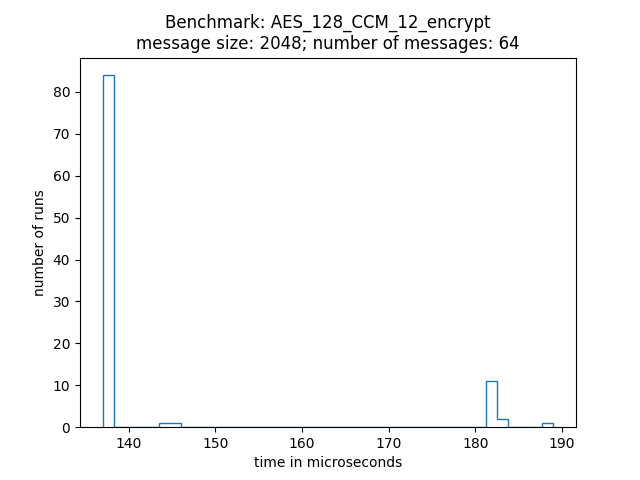 Benchmark: AES_128_CCM_12_encrypt
message size: 2048; number of messages: 64
80
70
60
50
40
30
20
10
0
number of runs
140 150 160 170 180 190
time in microseconds